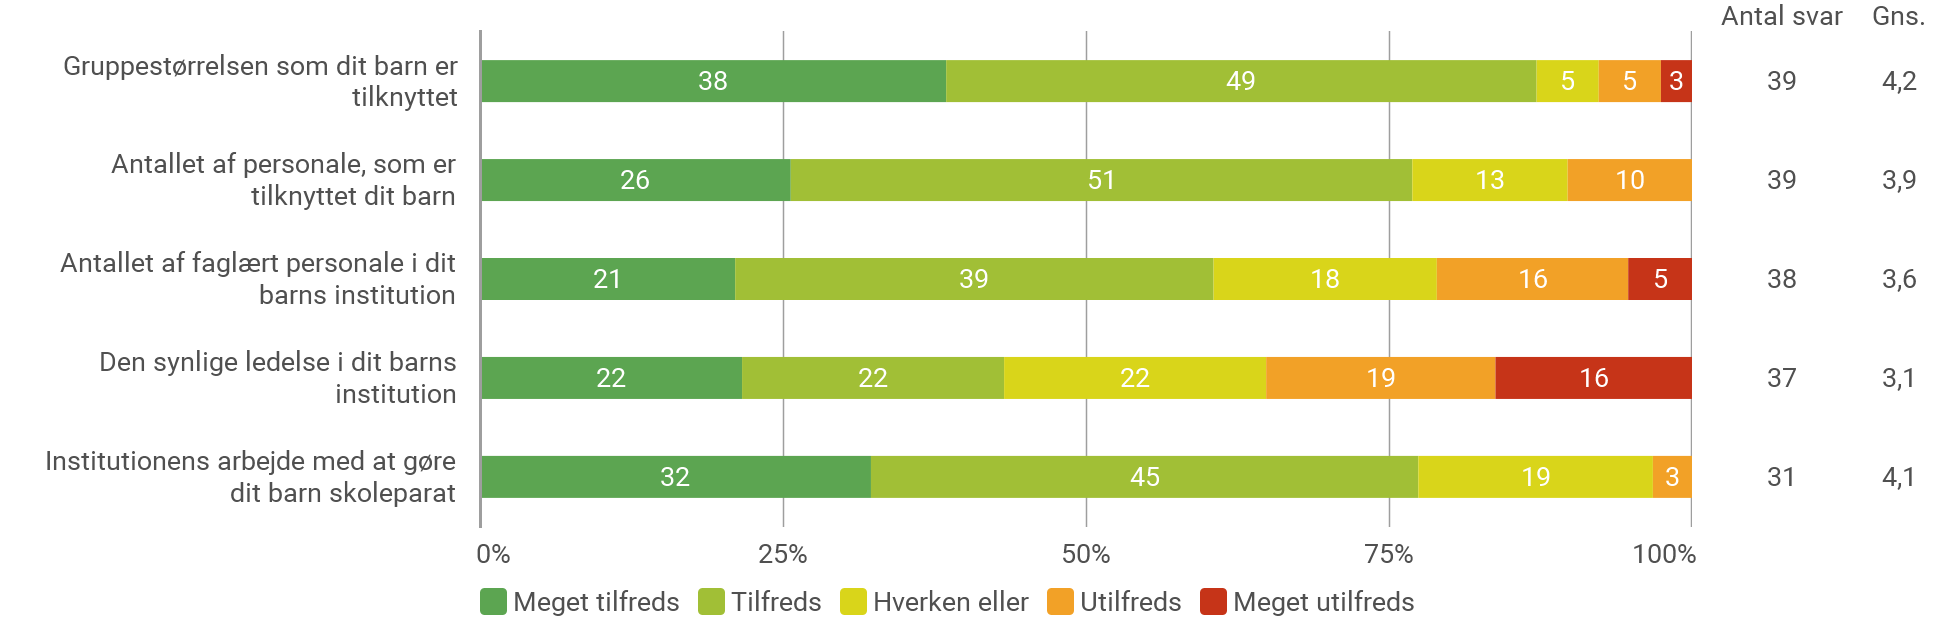 Antal svar Gns.
Gruppestørrelsen som dit barn er
tilknyttet
38 49 5 5 3 39 4,2
Antallet af personale, som er
tilknyttet dit barn
26 51 13 10 39 3,9
Antallet af faglært personale i dit
barns institution
21 39 18 16 5 38 3,6
Den synlige ledelse i dit barns
institution
22 22 22 19 16 37 3,1
Institutionens arbejde med at gøre
dit barn skoleparat
32 45 19 3 31 4,1
0% 25% 50% 75% 100%
Meget tilfreds Tilfreds Hverken eller Utilfreds Meget utilfreds